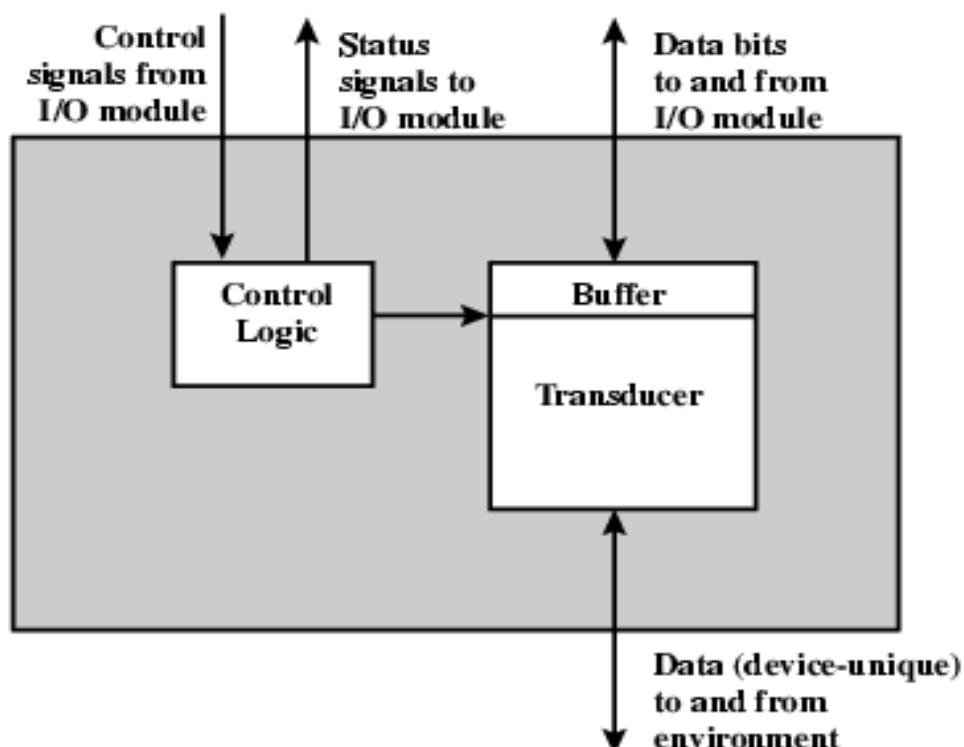 Control
signals from
I/O module
Status
signals to
I/O module
Data bits
to and from
I/O module
Control
Logic
Buffer
Transducer
Data (device-unique)
to and from
environment